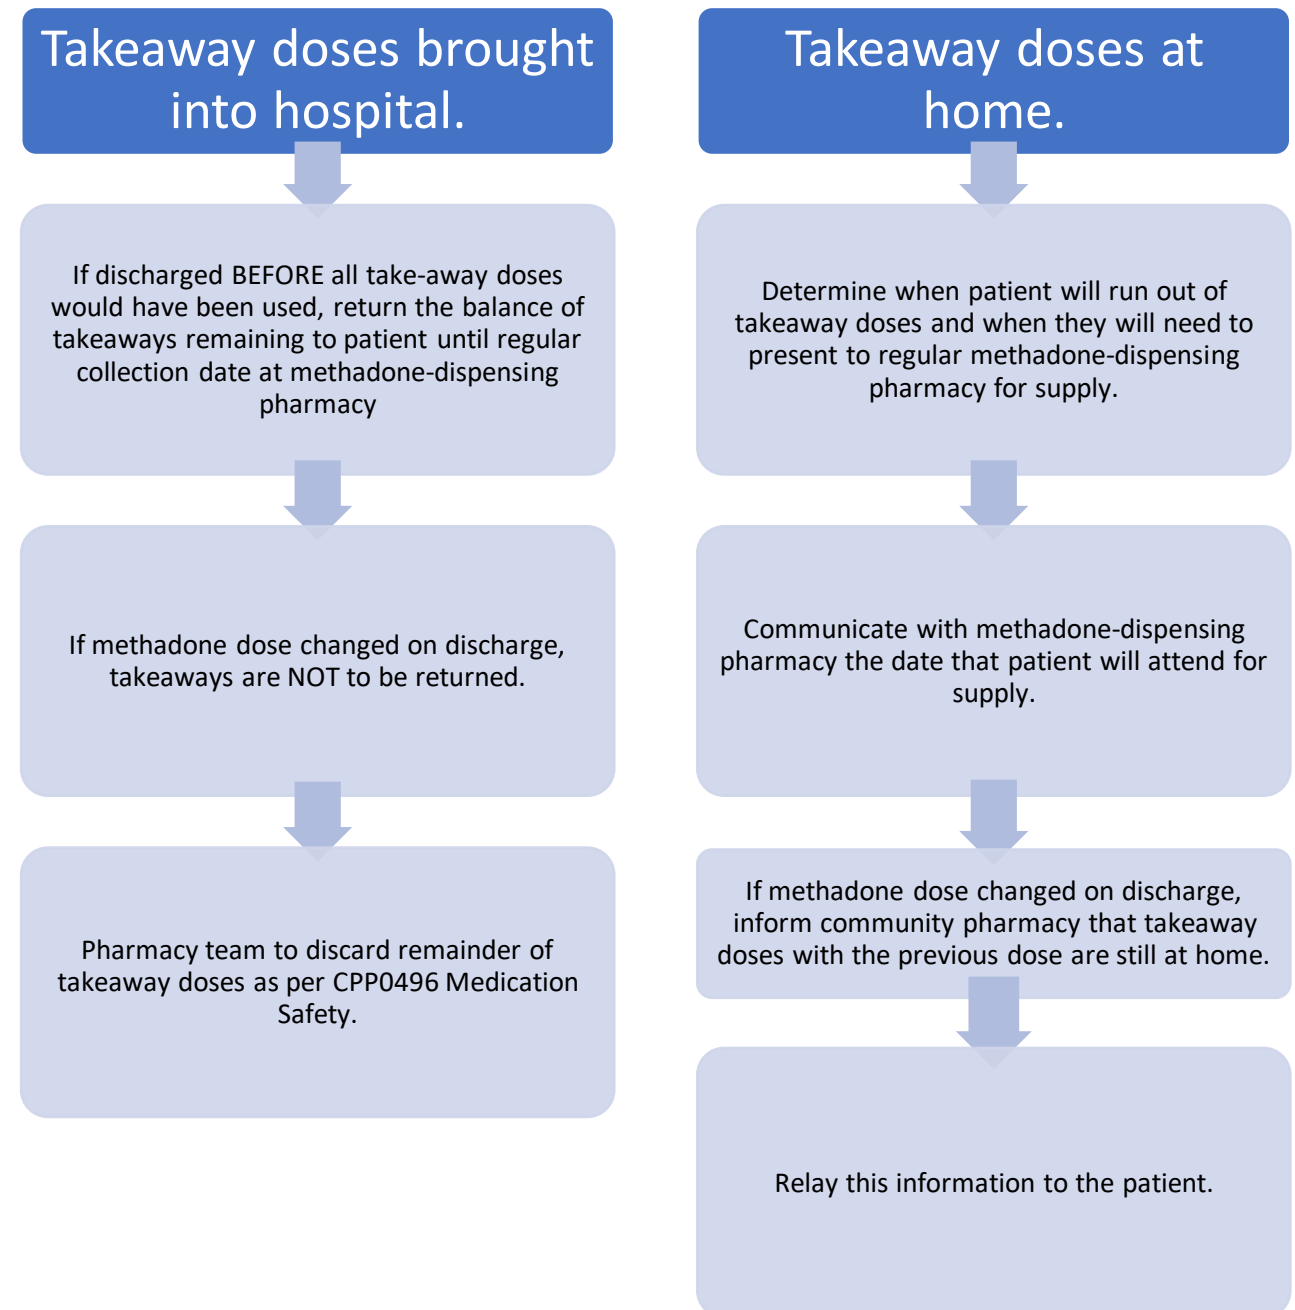 Takeaway doses brought
into hospital.
If discharged BEFORE all take-away doses
would have been used, return the balance of
takeaways remaining to patient until regular
collection date at methadone-dispensing
pharmacy
If methadone dose changed on discharge,
takeaways are NOT to be returned.
Pharmacy team to discard remainder of
takeaway doses as per CPP0496 Medication
Safety.
Takeaway doses at
home.
Determine when patient will run out of
takeaway doses and when they will need to
present to regular methadone-dispensing
pharmacy for supply.
Communicate with methadone-dispensing
pharmacy the date that patient will attend for
supply.
If methadone dose changed on discharge,
inform community pharmacy that takeaway
doses with the previous dose are still at home.
Relay this information to the patient.